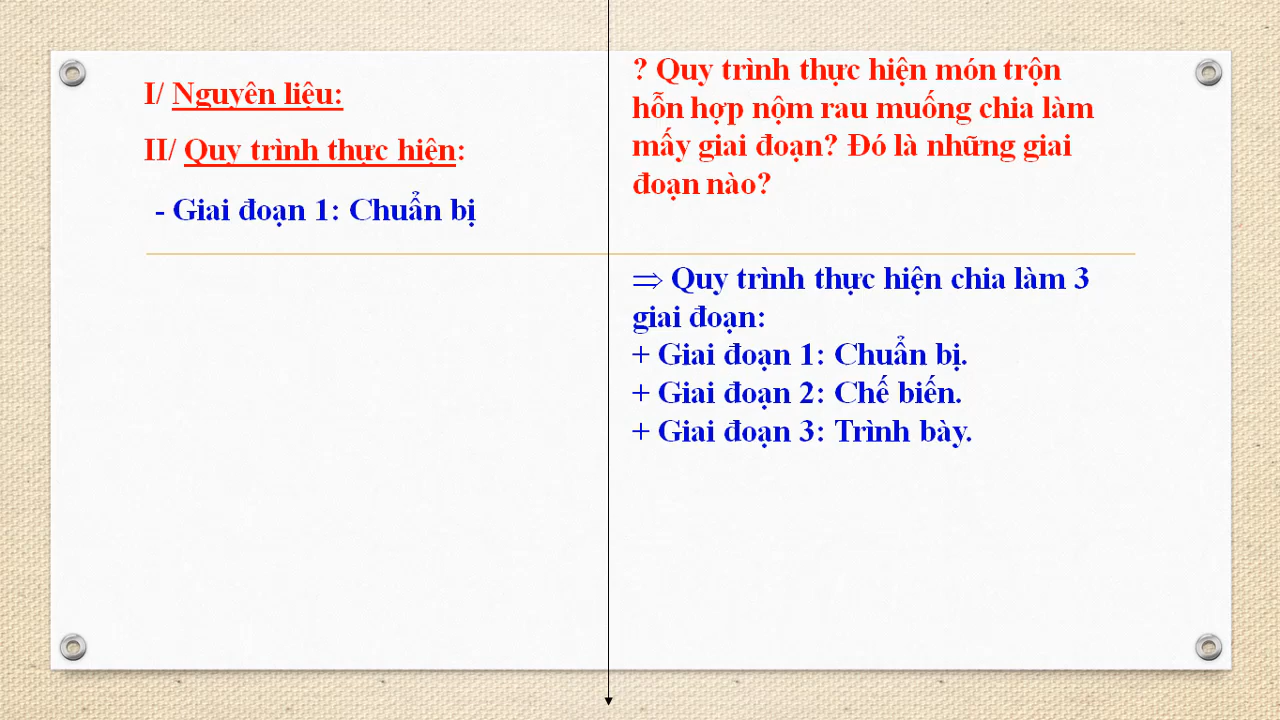 I/ Nguyên liệu:
II/ Quy trình thực hiện:
- Giai đoạn 1: Chuẩn bị
? Quy trình thực hiện món trộn
hỗn hợp nộm rau muống chia làm
mấy giai đoạn? Đó là những giai
đoạn nào?
⇒ Quy trình thực hiện chia làm 3
giai đoạn:
+ Giai đoạn 1: Chuẩn bị.
+ Giai đoạn 2: Chế biến.
+ Giai đoạn 3: Trình bày.